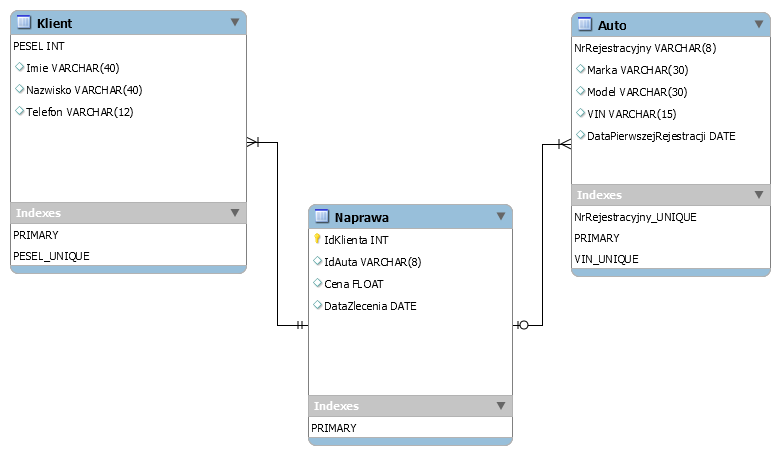 Klient
PESEL INT
Imie VARCHAR(40)
Nazwisko VARCHAR(40)
Telefon VARCHAR(12)
Indexes
PRIMARY
PESEL_UNIQUE
Naprawa
IdKlienta INT
IdAuta VARCHAR(8)
Cena FLOAT
DataZlecenia DATE
Indexes
PRIMARY
Auto
NrRejestracyjny VARCHAR(8)
Marka VARCHAR(30)
Model VARCHAR(30)
VIN VARCHAR(15)
DataPierwszejRejestracji DATE
Indexes
NrRejestracyjny_UNIQUE
PRIMARY
VIN_UNIQUE